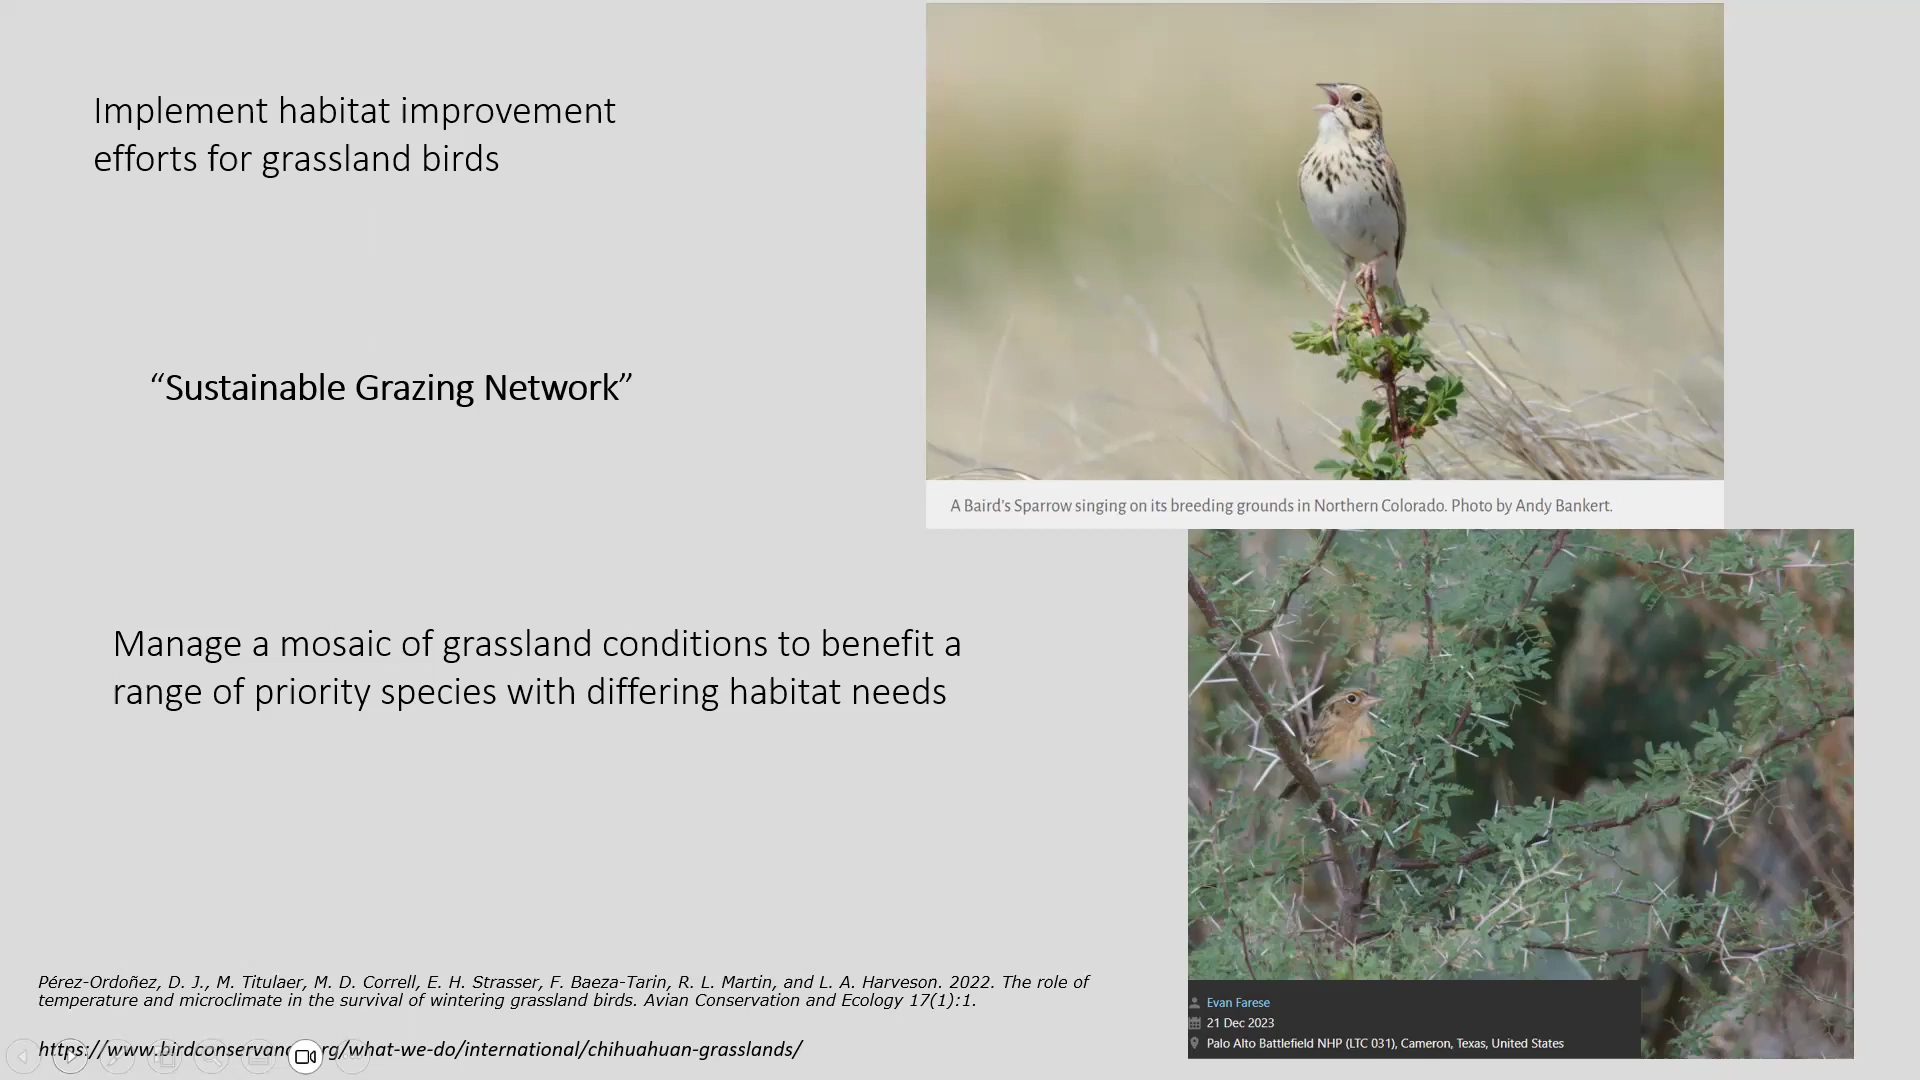 Implement habitat improvement
efforts for grassland birds
“Sustainable Grazing Network”
Manage a mosaic of grassland conditions to benefit a
range of priority species with differing habitat needs
A Baird's Sparrow singing on its breeding grounds in Northern Colorado. Photo by Andy Bankert.
Evan Farese
21 Dec 2023
Palo Alto Battlefield NHP (LTC 031), Cameron, Texas, United States
Pérez-Ordoñez, D. J., M. Titulaer, M. D. Correll, E. H. Strasser, F. Baeza-Tarin, R. L. Martin, and L. A. Harveson. 2022. The role of
temperature and microclimate in the survival of wintering grassland birds. Avian Conservation and Ecology 17(1):1.
https://www.birdconservancy.org/what-we-do/international/chihuahuan-grasslands/